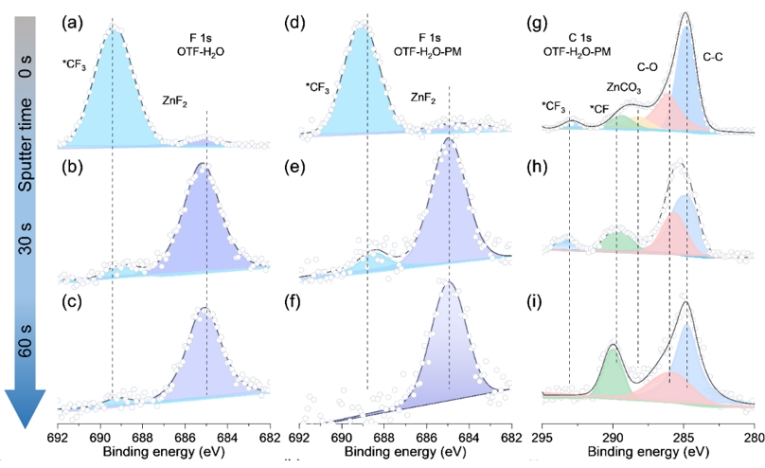 (a)
F 1s
OTF-H2O
*CF3
ZnF2
(d)
F 1s
OTF-H2O-PM
*CF3
ZnF2
(g)
C 1s
OTF-H2O-PM
C-O
C-C
ZnCO3
*CF3
*CF
Sputter time
0 s
30 s
60 s
(b)
(e)
(h)
(c)
(f)
(i)
692 690 688 686 684 682
Binding energy (eV)
692 690 688 686 684 682
Binding energy (eV)
295 290 285 280
Binding energy (eV)